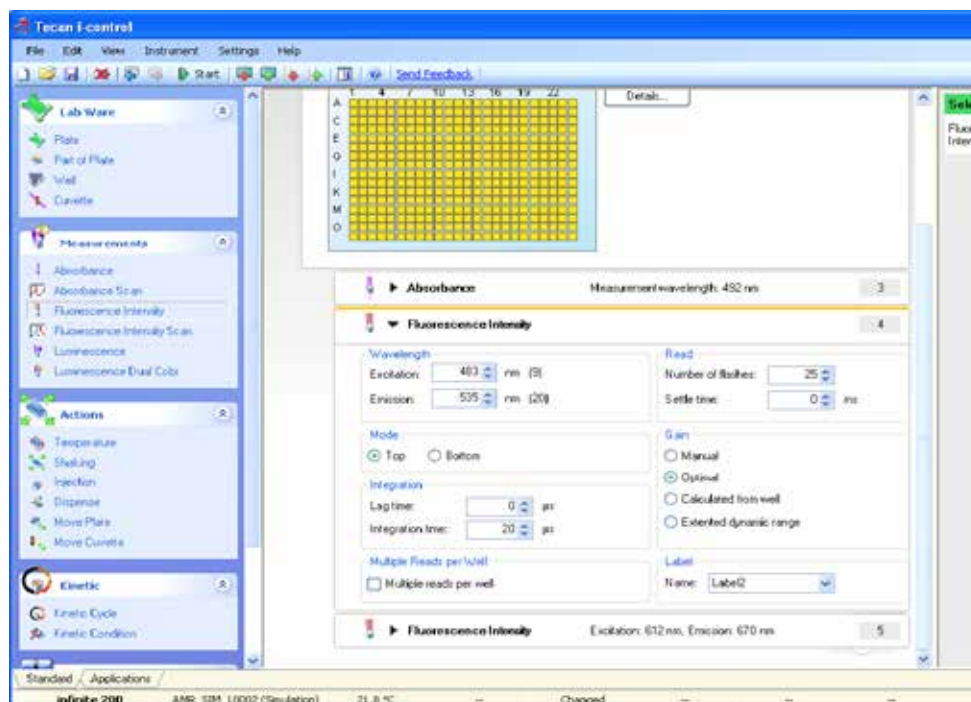 Tecan i-control
File Edit View Instrument Settings Help
Start Send Feedback
Lab Ware
Plate
Part of Plate
Well
Cuvette
Measurements
Absorbance
Absorbance Scan
Fluorescence Intensity
Fluorescence Intensity Scan
Luminescence
Luminescence Dual Color
Actions
Temperature
Shaking
Injection
Dispense
Move Plate
Move Cuvette
Kinetic
Kinetic Cycle
Kinetic Condition
Standard Applications
1 4 7 10 13 16 19 22
A
C
E
G
I
K
M
O
Details...
Absorbance Measurement wavelength: 492 nm 3
Fluorescence Intensity 4
Wavelength
Excitation: 483 nm (9)
Emission: 535 nm (20)
Read
Number of flashes: 25
Settle time: 0 ms
Mode
Top Bottom
Integration
Lag time: 0 µs
Integration time: 20 µs
Gain
Manual
Optimal
Calculated from well
Extented dynamic range
Multiple Reads per Well
Multiple reads per well
Label
Name: Label2
Fluorescence Intensity Excitation: 612 nm, Emission: 670 nm 5
Sele
Fluor
Inten
infinite 200 (Simulation) Changed -- -- --